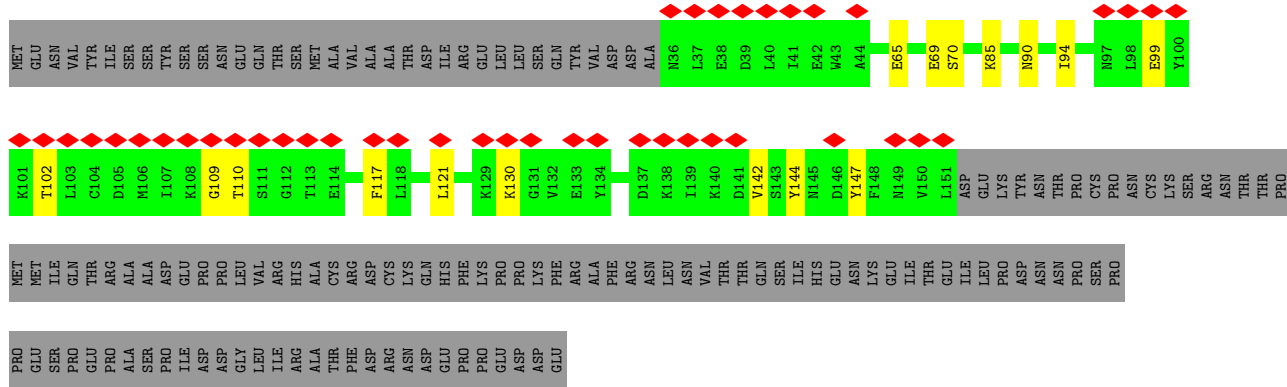 MET GLU ASN VAL TYR ILE SER SER TYR SER SER ASN GLU GLN THR SER MET ALA VAL ALA ALA THR ASP ILE ARG GLU LEU LEU SER GLN TYR VAL ASP ASP ALA N36 L37 E38 D39 L40 I41 E42 W43 A44 E65 E69 S70 K85 N90 I94 N97 L98 E99 Y100
K101 T102 L103 C104 D105 M106 I107 K108 G109 T110 S111 G112 T113 E114 F117 L118 L121 K129 K130 G131 V132 E133 Y134 D137 K138 I139 K140 D141 V142 S143 Y144 N145 D146 Y147 F148 N149 V150 L151 ASP GLU LYS TYR ASN THR PRO CYS PRO ASN CYS LYS SER ARG ASN THR THR PRO
MET MET ILE GLN THR ARG ALA ALA ASP GLU PRO PRO LEU VAL ARG HIS ALA CYS ARG ASP CYS LYS GLN HIS PHE LYS PRO PRO LYS PHE ARG ALA PHE ARG ASN LEU ASN VAL THR THR GLN SER ILE HIS GLU ASN LYS GLU ILE THR GLU ILE LEU PRO ASP ASN ASN PRO SER PRO
PRO GLU SER PRO GLU PRO ALA SER PRO ILE ASP ASP GLY LEU ILE ARG ALA THR PHE ASP ARG ASN ASP GLU PRO PRO GLU ASP ASP GLU